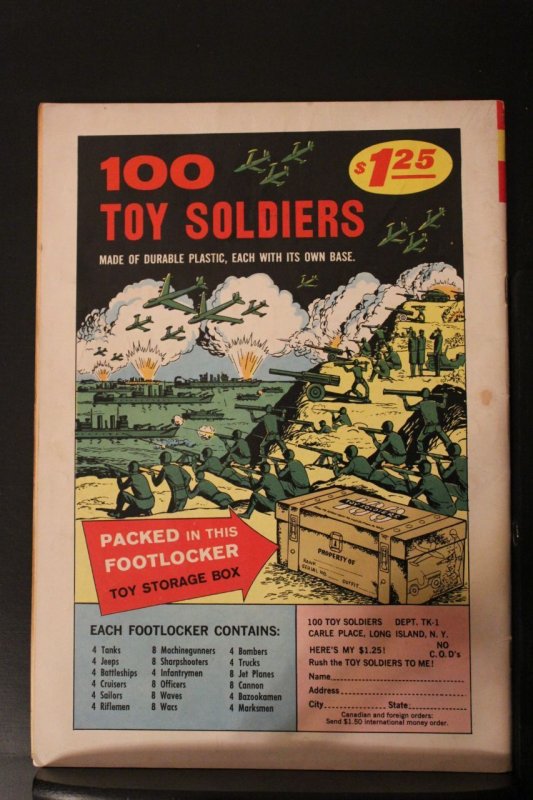 100
$125
TOY SOLDIERS
MADE OF DURABLE PLASTIC, EACH WITH ITS OWN BASE.
PACKED IN THIS
FOOTLOCKER
TOY STORAGE BOX
PROPERTY OF
NAME
SERIAL NO. OUTFIT
EACH FOOTLOCKER CONTAINS:
4 Tanks
4 Jeeps
4 Battleships
4 Cruisers
4 Sailors
4 Riflemen
8 Machinegunners
8 Sharpshooters
4 Infantrymen
8 Officers
8 Waves
8 Wacs
4 Bombers
4 Trucks
8 Jet Planes
8 Cannon
4 Bazookamen
4 Marksmen
100 TOY SOLDIERS DEPT. TK-1
CARLE PLACE, LONG ISLAND, N. Y.
HERE'S MY $1.25! NO C.O.D's
Rush the TOY SOLDIERS TO ME!
Name
Address
City State
Canadian and foreign orders:
Send $1.50 international money order.